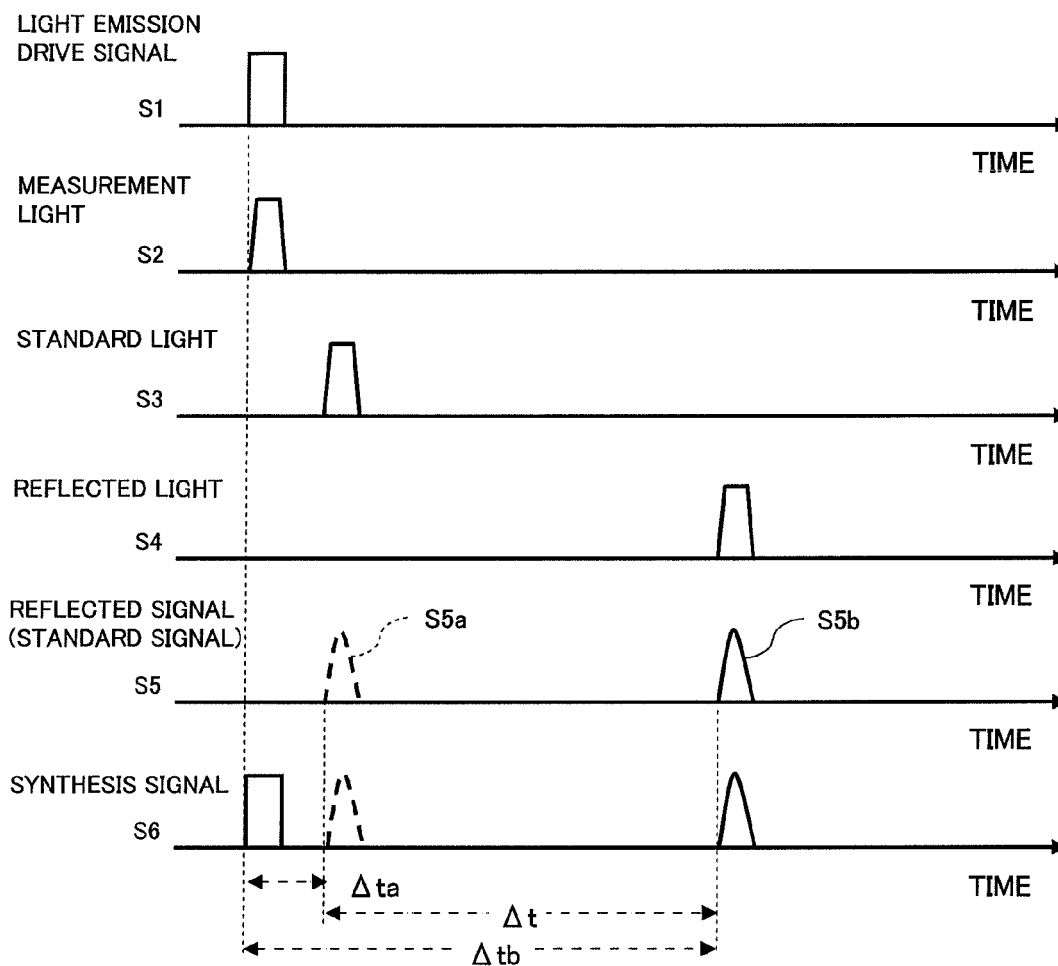 LIGHT EMISSION
DRIVE SIGNAL
S1
TIME
MEASUREMENT
LIGHT
S2
TIME
STANDARD LIGHT
S3
TIME
REFLECTED LIGHT
S4
TIME
REFLECTED SIGNAL
(STANDARD SIGNAL)
S5a
S5b
S5
TIME
SYNTHESIS SIGNAL
S6
TIME
Δta
Δt
Δtb